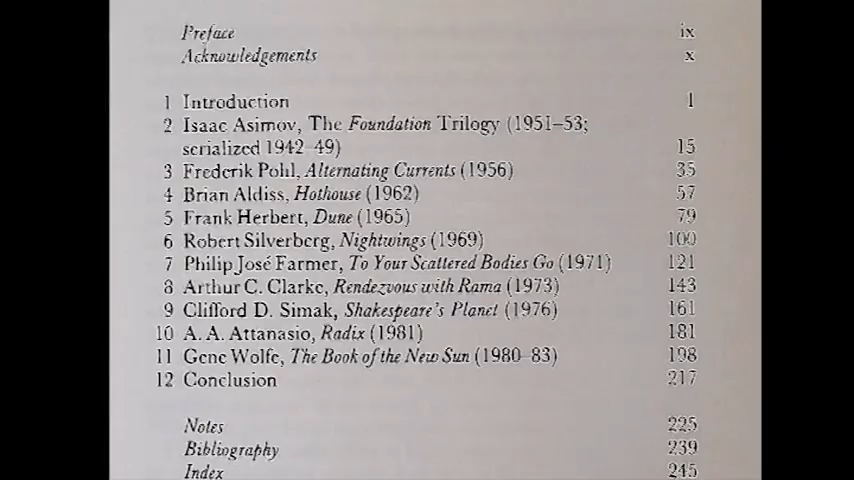 Preface ix
Acknowledgements x
1 Introduction 1
2 Isaac Asimov, The Foundation Trilogy (1951–53;
serialized 1942–49) 15
3 Frederik Pohl, Alternating Currents (1956) 35
4 Brian Aldiss, Hothouse (1962) 57
5 Frank Herbert, Dune (1965) 79
6 Robert Silverberg, Nightwings (1969) 100
7 Philip José Farmer, To Your Scattered Bodies Go (1971) 121
8 Arthur C. Clarke, Rendezvous with Rama (1973) 143
9 Clifford D. Simak, Shakespeare's Planet (1976) 161
10 A. A. Attanasio, Radix (1981) 181
11 Gene Wolfe, The Book of the New Sun (1980–83) 198
12 Conclusion 217
Notes 225
Bibliography 239
Index 245